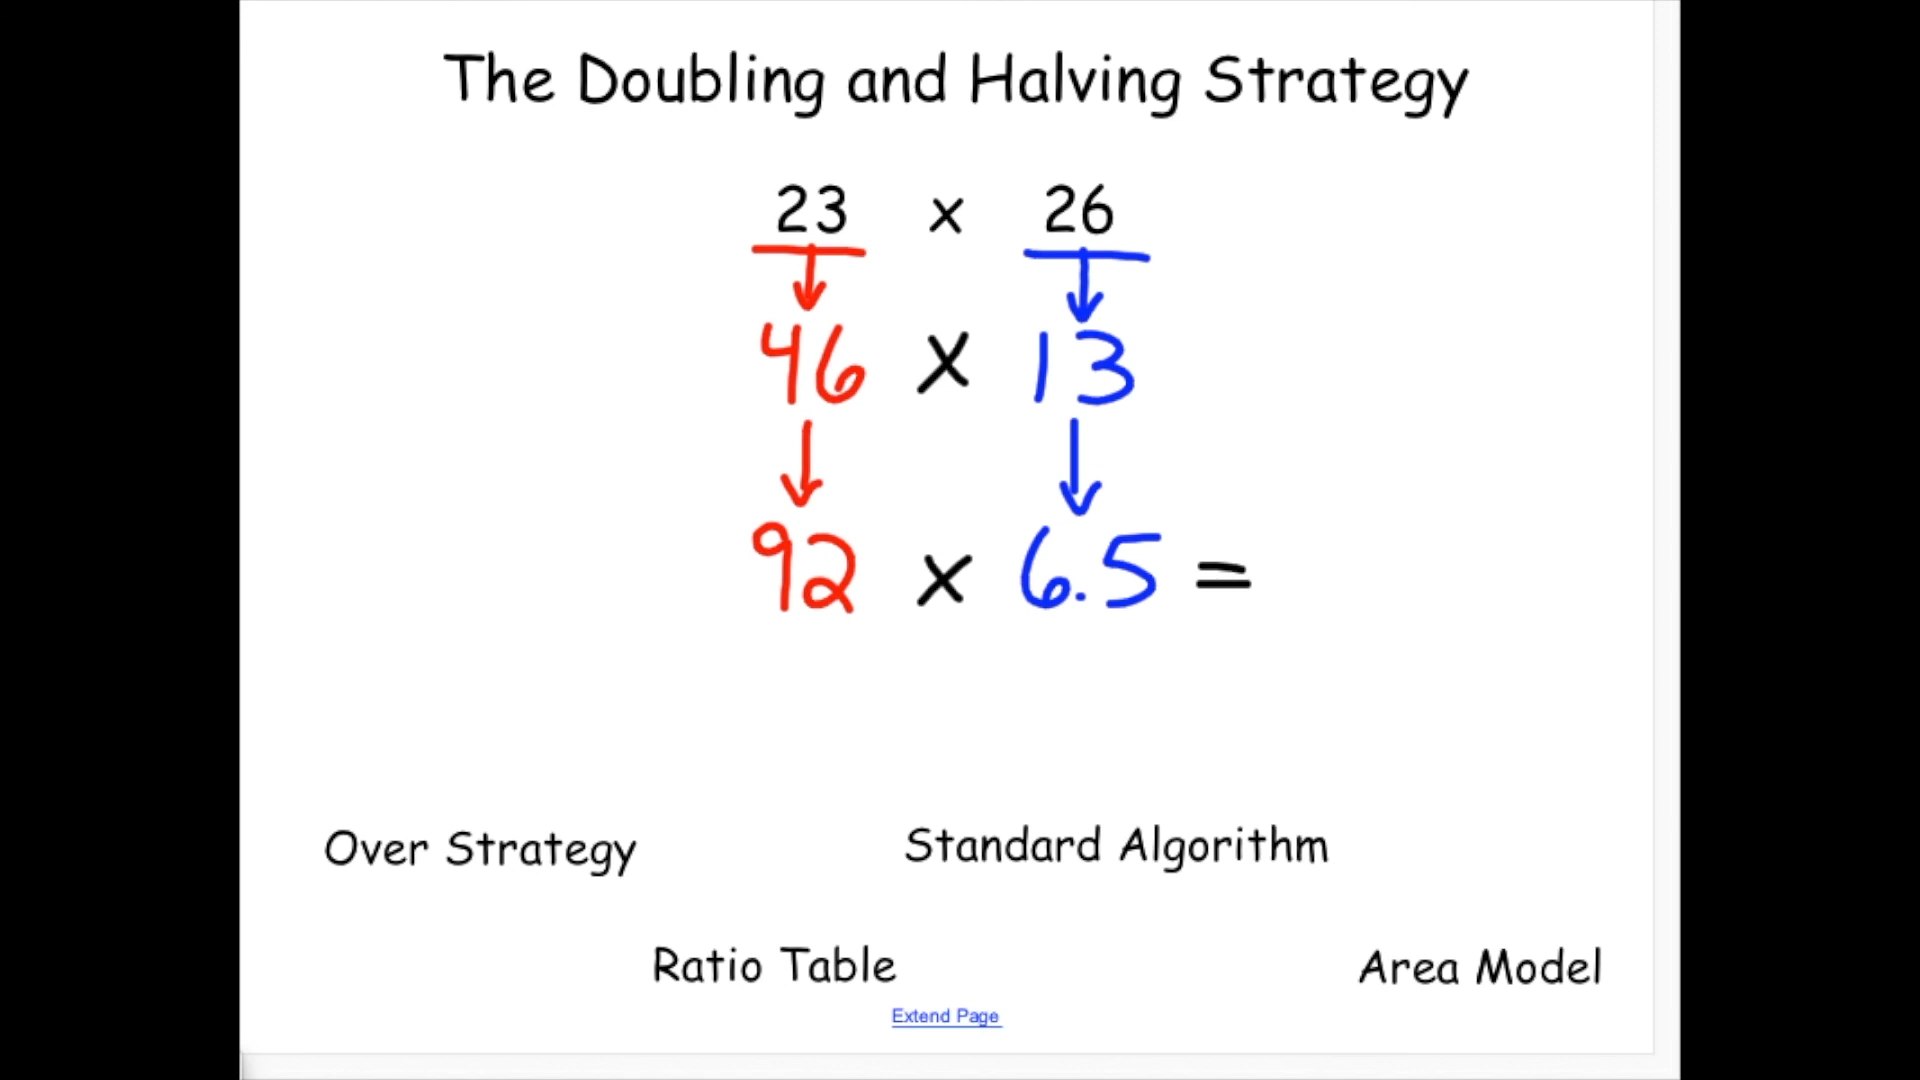 The Doubling and Halving Strategy
23 x 26
46 x 13
92 x 6.5 =
Over Strategy
Standard Algorithm
Ratio Table
Area Model
Extend Page